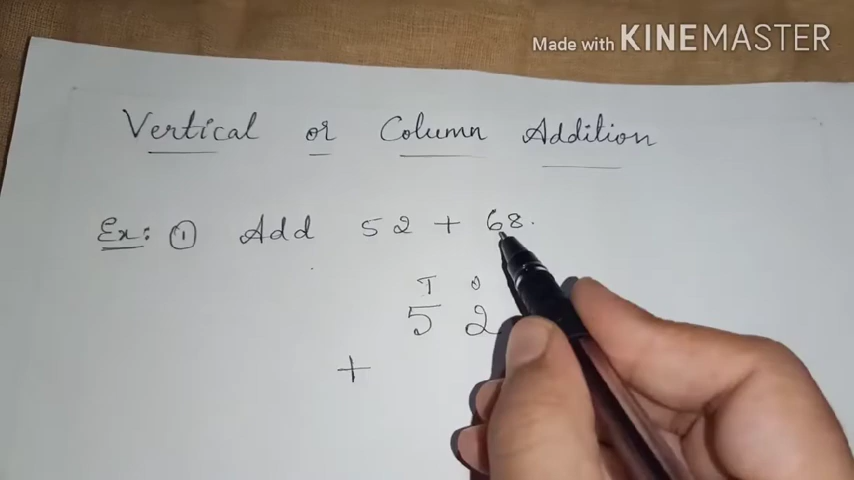 Made with KINEMASTER
Vertical or Column Addition
Ex: ① Add 52 + 68.
T O
5 2
+